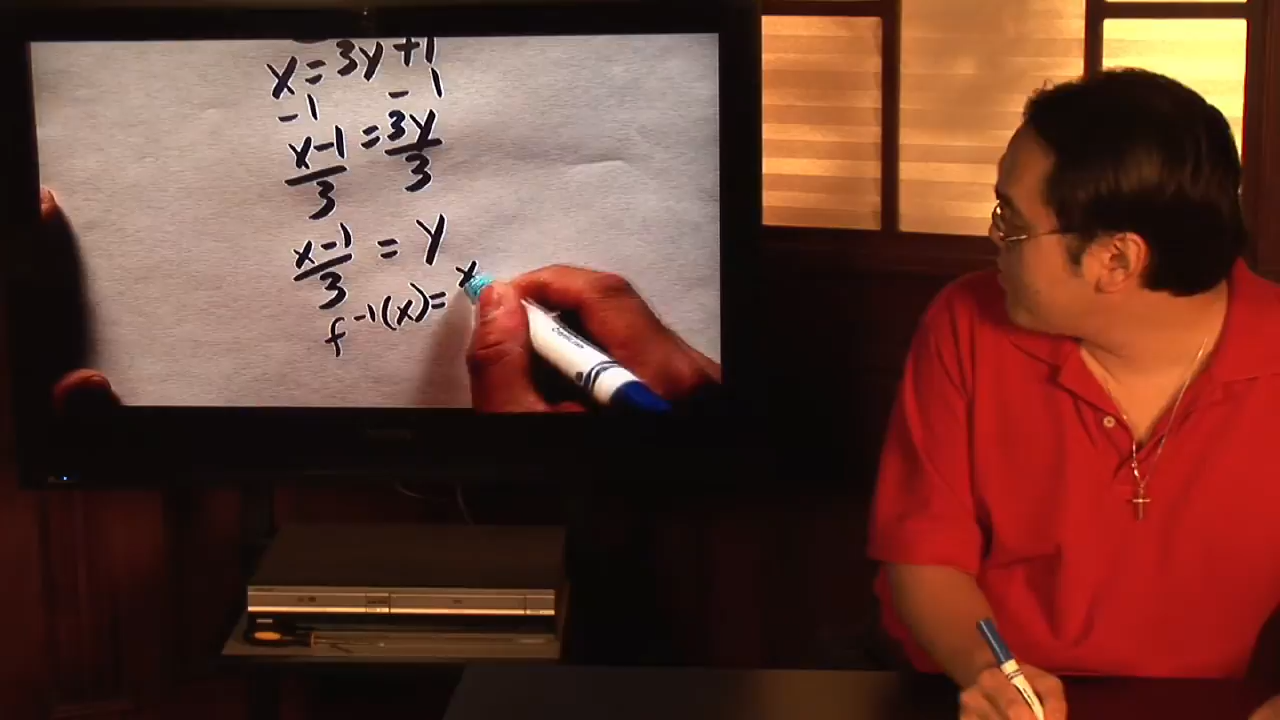 x = 3y + 1
-1 - 1
x-1 = 3y
3 3
x-1 = y
3
f⁻¹(x) = x